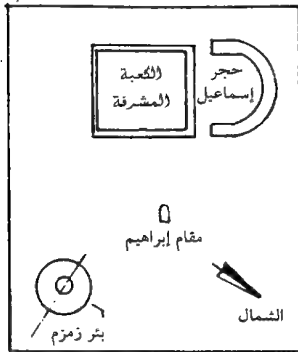 حجر
إسماعيل
الكعبة
المشرفة
مقام إبراهيم
الشمال
بئر زمزم